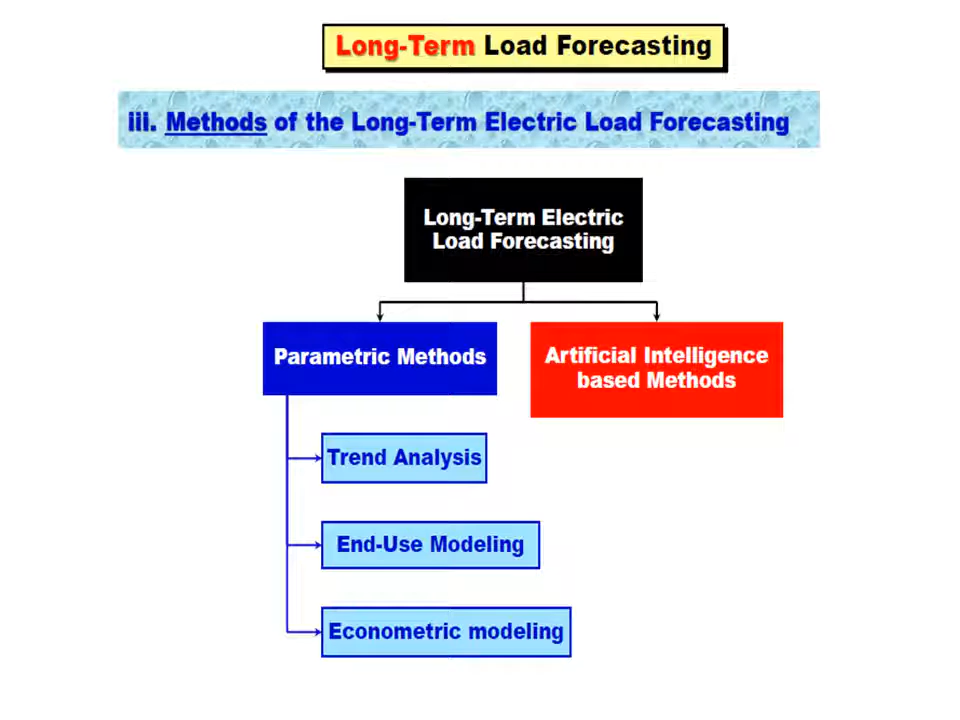 Long-Term Load Forecasting
iii. Methods of the Long-Term Electric Load Forecasting
Long-Term Electric
Load Forecasting
Parametric Methods
Artificial Intelligence
based Methods
Trend Analysis
End-Use Modeling
Econometric modeling